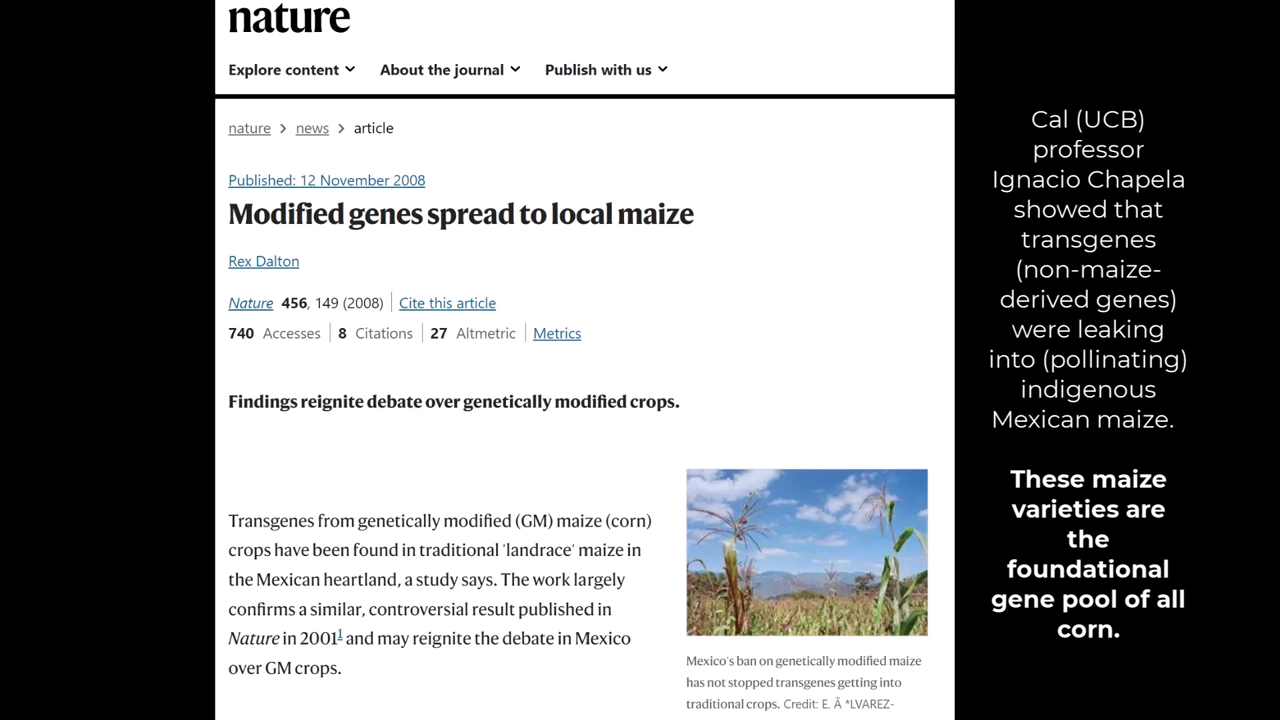 nature
Explore content
About the journal
Publish with us
nature > news > article
Published: 12 November 2008
Modified genes spread to local maize
Rex Dalton
Nature 456, 149 (2008) | Cite this article
740 Accesses | 8 Citations | 27 Altmetric | Metrics
Findings reignite debate over genetically modified crops.
Transgenes from genetically modified (GM) maize (corn)
crops have been found in traditional 'landrace' maize in
the Mexican heartland, a study says. The work largely
confirms a similar, controversial result published in
Nature in 2001¹ and may reignite the debate in Mexico
over GM crops.
Mexico's ban on genetically modified maize
has not stopped transgenes getting into
traditional crops. Credit: E. Ã *LVAREZ-
Cal (UCB)
professor
Ignacio Chapela
showed that
transgenes
(non-maize-
derived genes)
were leaking
into (pollinating)
indigenous
Mexican maize.
These maize
varieties are
the
foundational
gene pool of all
corn.